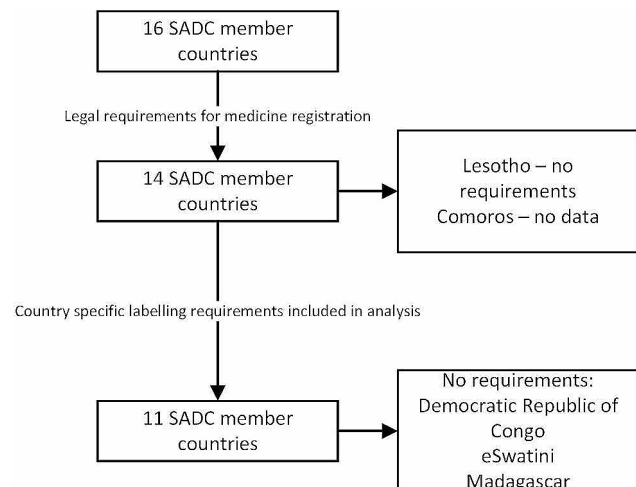 16 SADC member
countries
Legal requirements for medicine registration
14 SADC member
countries
Lesotho – no
requirements
Comoros – no data
Country specific labelling requirements included in analysis
11 SADC member
countries
No requirements:
Democratic Republic of
Congo
eSwatini
Madagascar